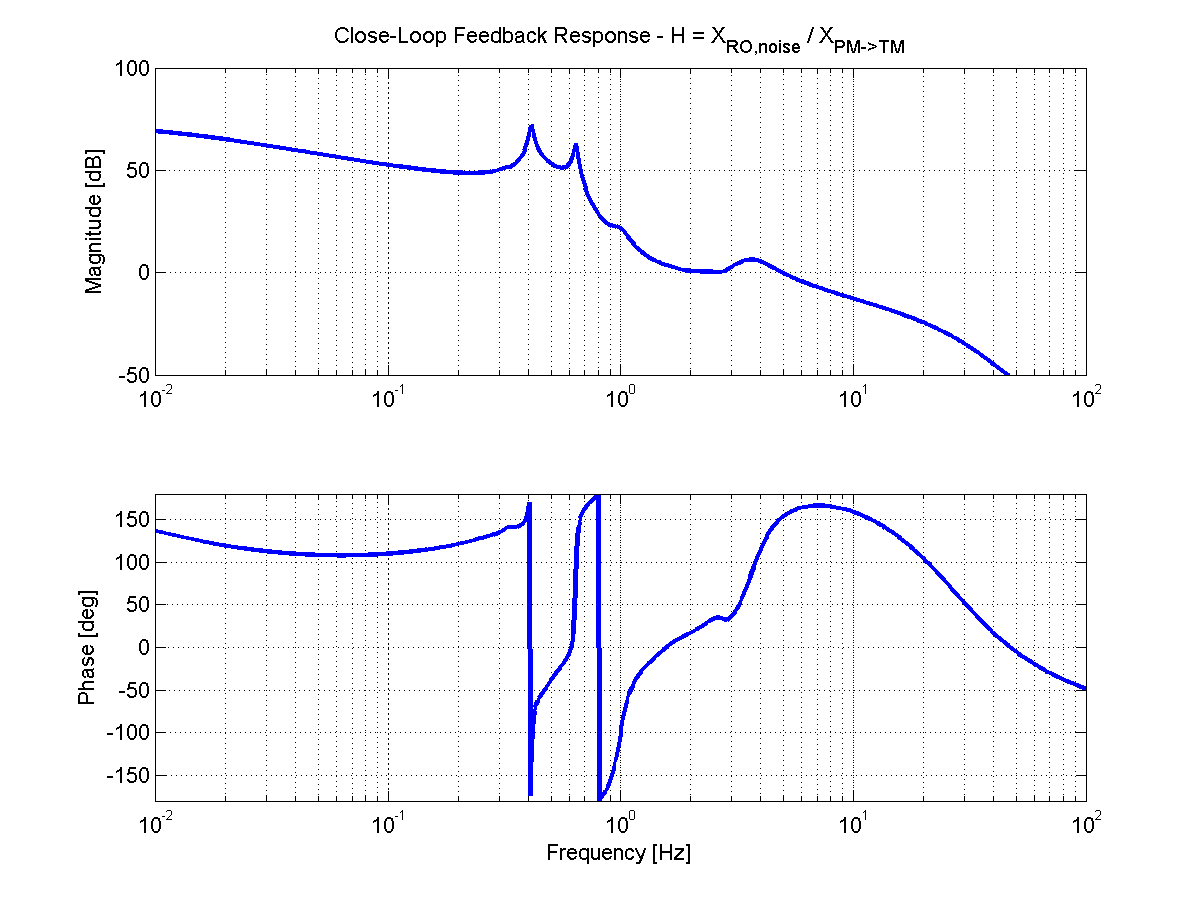 Close-Loop Feedback Response - H = X_RO,noise / X_PM->TM
100
50
0
-50
Magnitude [dB]
10^-2 10^-1 10^0 10^1 10^2
150
100
50
0
-50
-100
-150
Phase [deg]
10^-2 10^-1 10^0 10^1 10^2
Frequency [Hz]